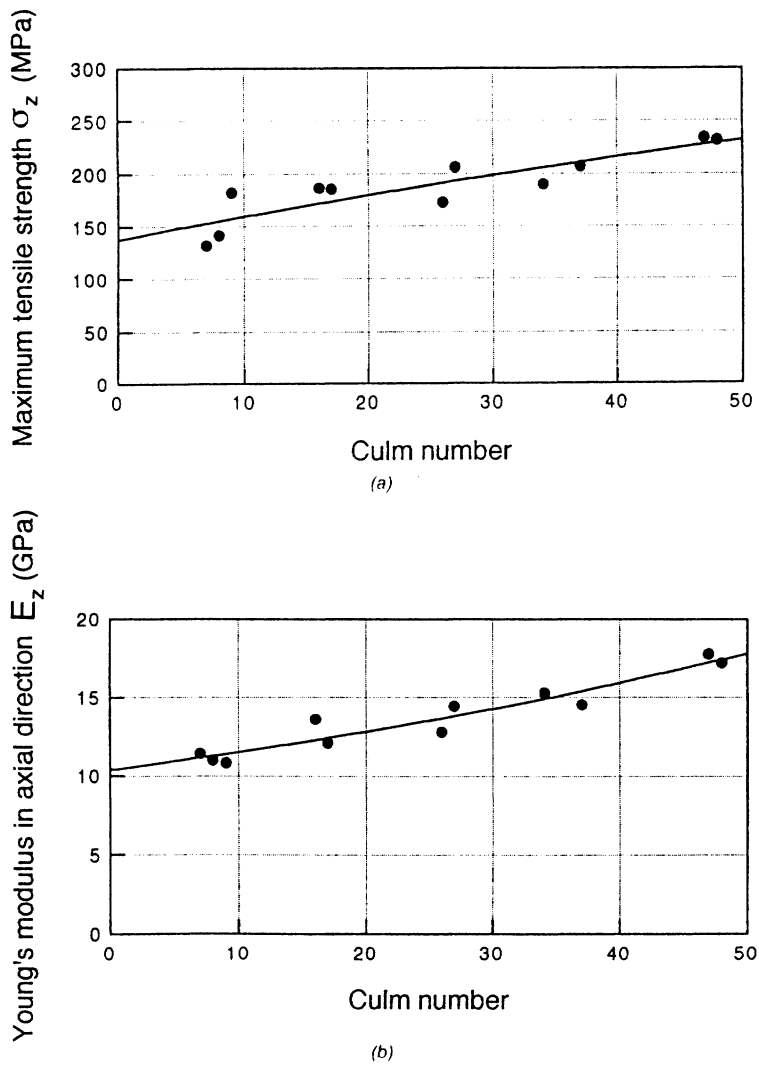 Maximum tensile strength σz (MPa)
300
250
200
150
100
50
0
0 10 20 30 40 50
Culm number
(a)
Young's modulus in axial direction Ez (GPa)
20
15
10
5
0
0 10 20 30 40 50
Culm number
(b)